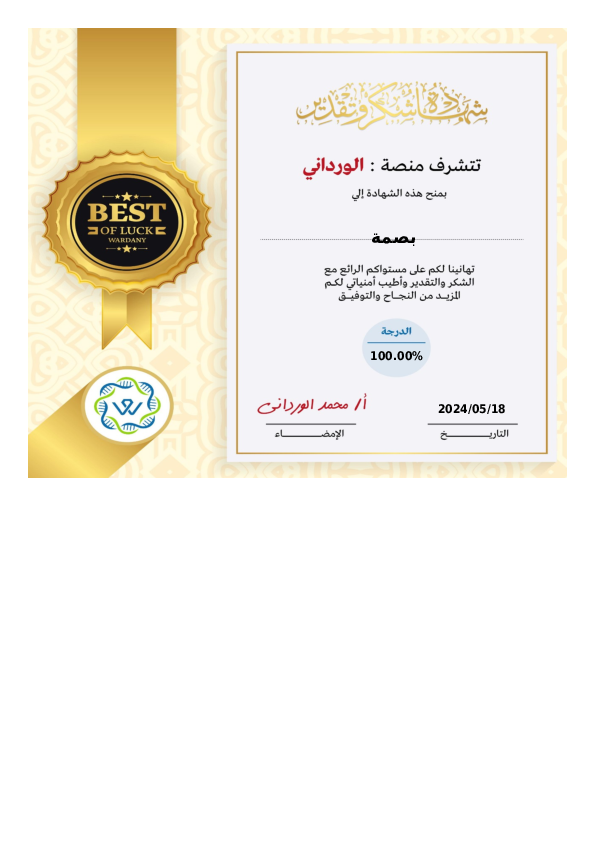 شهادة شكر وتقدير
تتشرف منصة : الورداني
بمنح هذه الشهادة إلي
بصمة
تهانينا لكم على مستواكم الرائع مع
الشكر والتقدير وأطيب أمنياتي لكم
المزيـد من النجـاح والتوفيـق
الدرجة
100.00%
أ/ محمد الورداني
الإمضـــــــــــاء
2024/05/18
التاريـــــــــــخ
BEST
OF LUCK
WARDANY